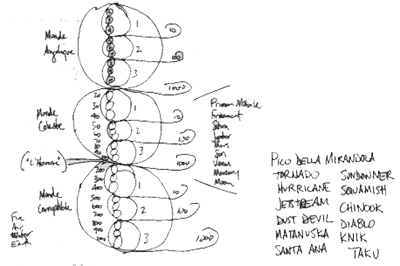 Monde
Angélique
1
10
2
100
3
1000
Monde
Céleste
20
30
40
50
60
70
80
90
1
10
2
100
3
1000
Primum Mobile
Firmament
Saturn
Jupiter
Mars
Sun
Venus
Mercury
Moon
("L'Homme")
Monde
Corruptible
200
300
400
500
600
700
800
900
1
10
2
100
3
1000
Fire
Air
Water
Earth
PICO DELLA MIRANDOLA
TORNADO SUNDOWNER
HURRICANE SQUAMISH
JETSTREAM CHINOOK
DUST DEVIL DIABLO
MATANUSKA KNIK
SANTA ANA TAKU